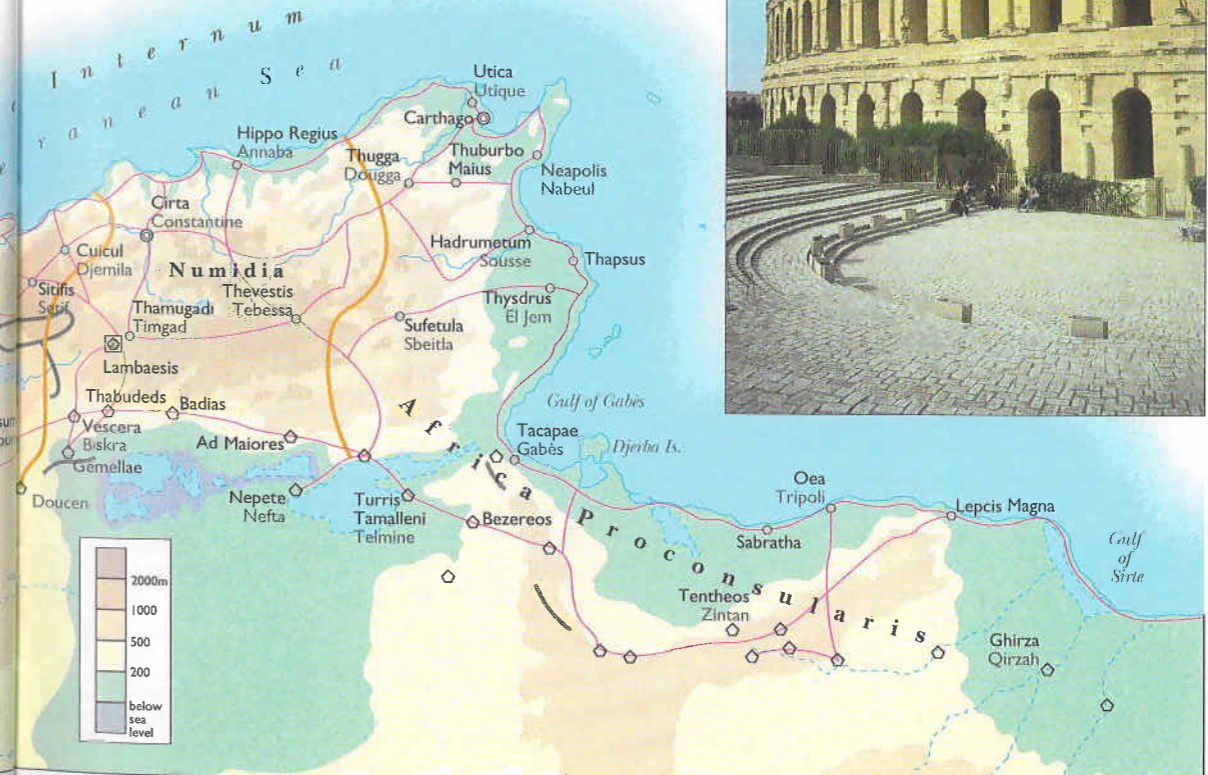 Internum
ranean Sea
Utica
Utique
Carthago
Hippo Regius
Annaba
Thugga
Dougga
Thuburbo
Maius
Neapolis
Nabeul
Cirta
Constantine
Cuicul
Djemila
Numidia
Hadrumetum
Sousse
Thapsus
Sitifis
Setif
Thamugadi
Timgad
Thevestis
Tebessa
Thysdrus
El Jem
Sufetula
Sbeitla
Lambaesis
Thabudeds
Badias
Vescera
Biskra
Gemellae
Ad Maiores
Africa Proconsularis
Gulf of Gabès
Tacapae
Gabès
Djerba Is.
Doucen
Nepete
Nefta
Turris
Tamalleni
Telmine
Bezereos
Oea
Tripoli
Sabratha
Lepcis Magna
Gulf
of
Sirte
Tentheos
Zintan
Ghirza
Qirzah
2000m
1000
500
200
below
sea
level